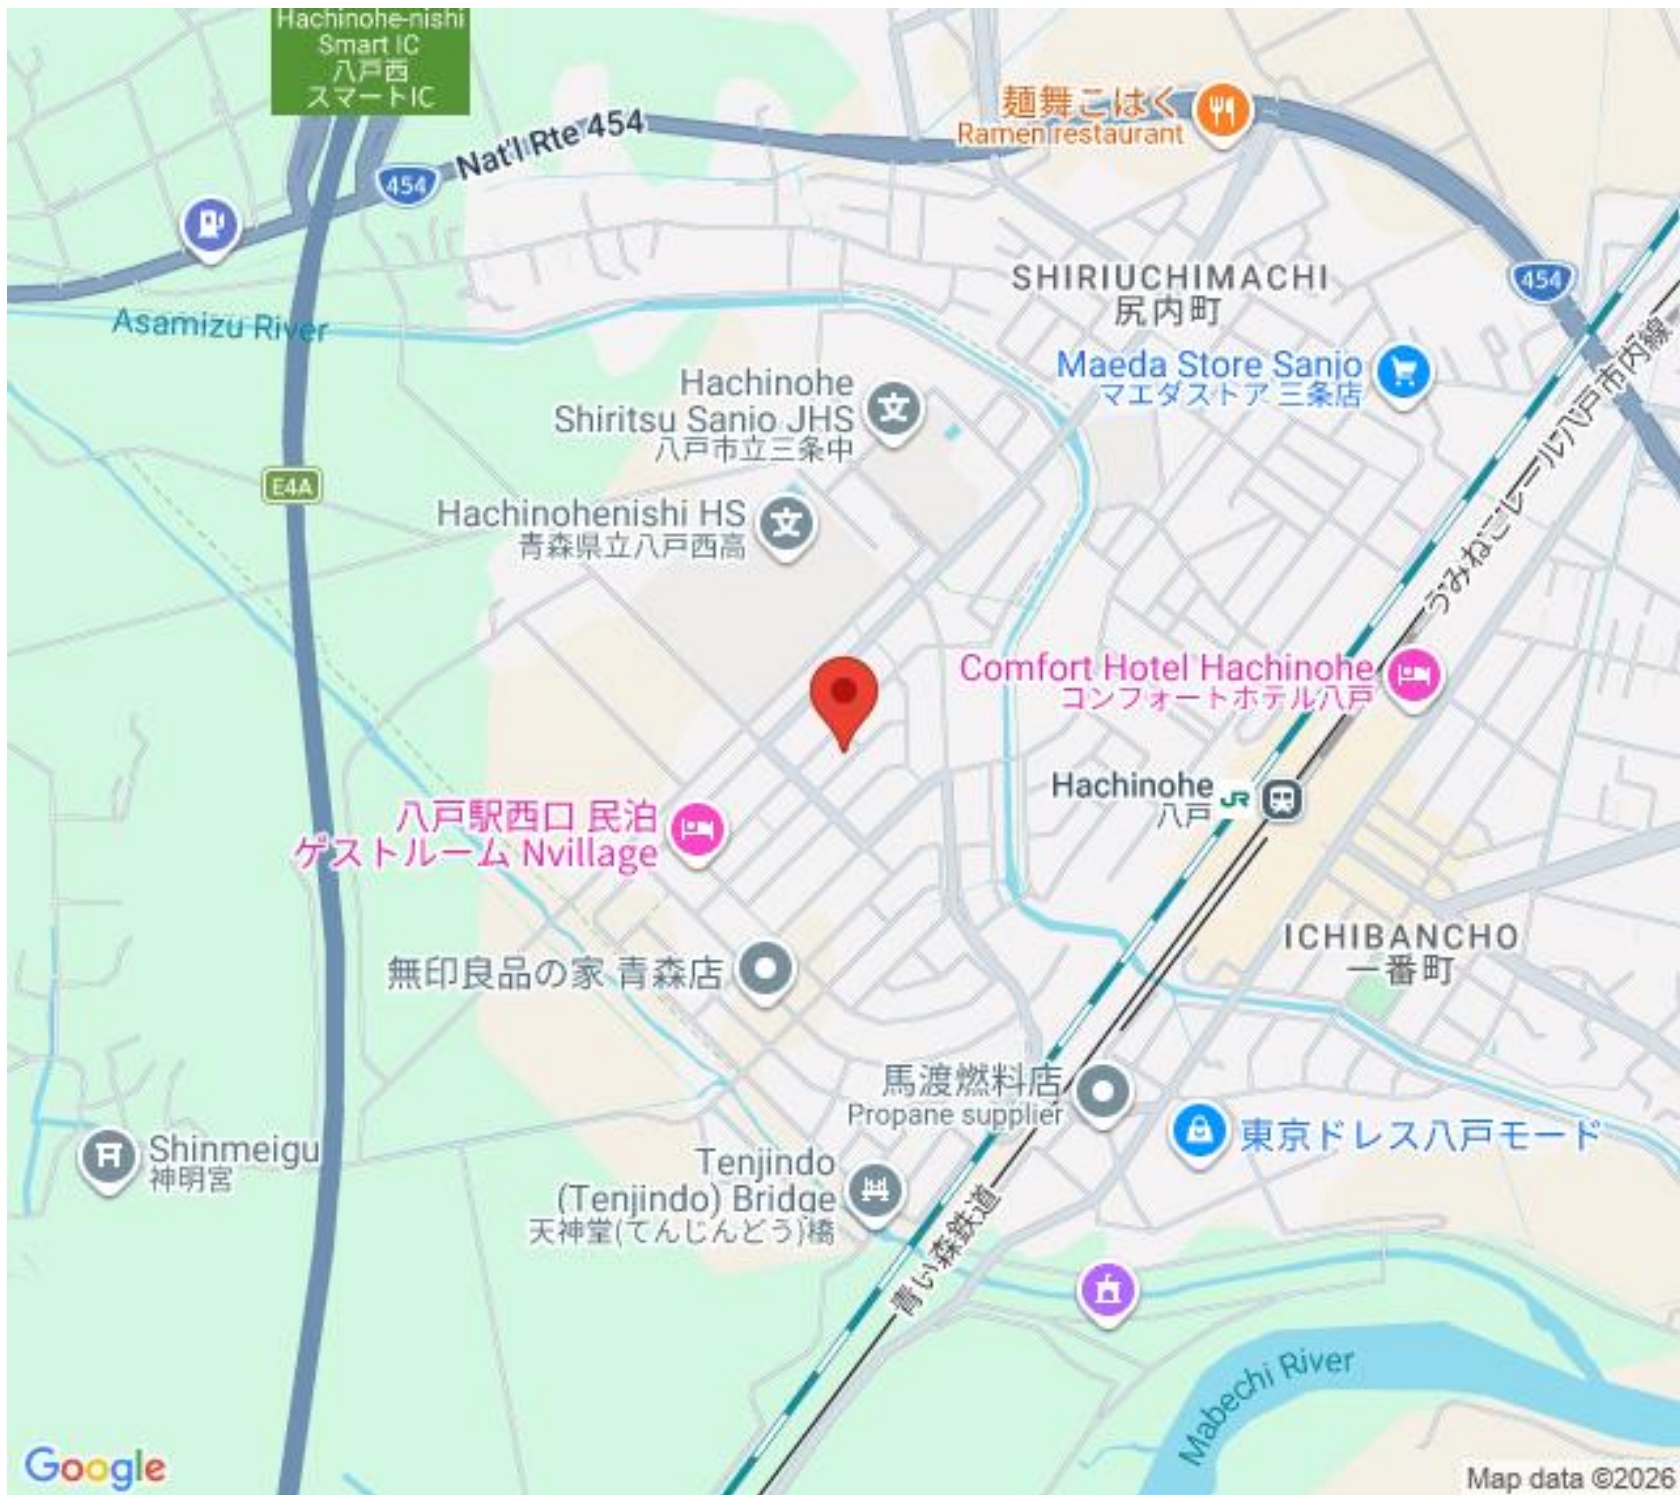 Hachinohe-nishi
Smart IC
八戸西
スマートIC
Nat'l Rte 454
454
麺舞こはく
Ramen restaurant
SHIRIUCHIMACHI
尻内町
454
Asamizu River
Maeda Store Sanjo
マエダストア 三条店
Hachinohe
Shiritsu Sanjo JHS
八戸市立三条中
うみねこレール八戸市内線
E4A
Hachinohenishi HS
青森県立八戸西高
Comfort Hotel Hachinohe
コンフォートホテル八戸
Hachinohe
八戸
JR
八戸駅西口 民泊
ゲストルーム Nvillage
ICHIBANCHO
一番町
無印良品の家 青森店
馬渡燃料店
Propane supplier
東京ドレス八戸モード
Shinmeigu
神明宮
Tenjindo
(Tenjindo) Bridge
天神堂(てんじんどう)橋
青い森鉄道
Mabechi River
Google
Map data ©2026